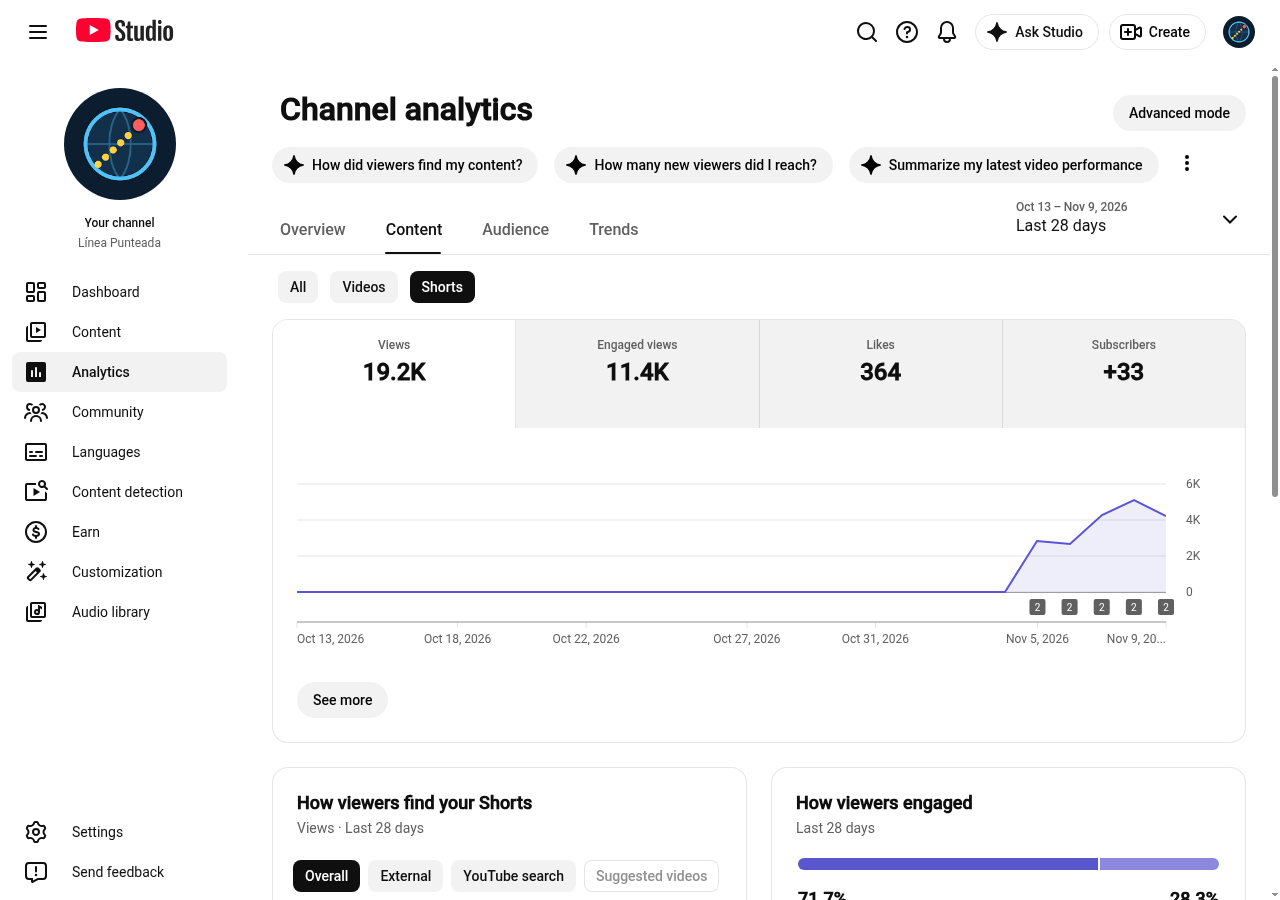 Studio
Ask Studio
Create
Your channel
Línea Punteada
Dashboard
Content
Analytics
Community
Languages
Content detection
Earn
Customization
Audio library
Settings
Send feedback
Channel analytics
Advanced mode
How did viewers find my content?
How many new viewers did I reach?
Summarize my latest video performance
Overview
Content
Audience
Trends
Oct 13 – Nov 9, 2026
Last 28 days
All
Videos
Shorts
Views
19.2K
Engaged views
11.4K
Likes
364
Subscribers
+33
6K
4K
2K
0
2 2 2 2 2
Oct 13, 2026
Oct 18, 2026
Oct 22, 2026
Oct 27, 2026
Oct 31, 2026
Nov 5, 2026
Nov 9, 20...
See more
How viewers find your Shorts
Views · Last 28 days
Overall
External
YouTube search
Suggested videos
How viewers engaged
Last 28 days
71.7%
28.3%